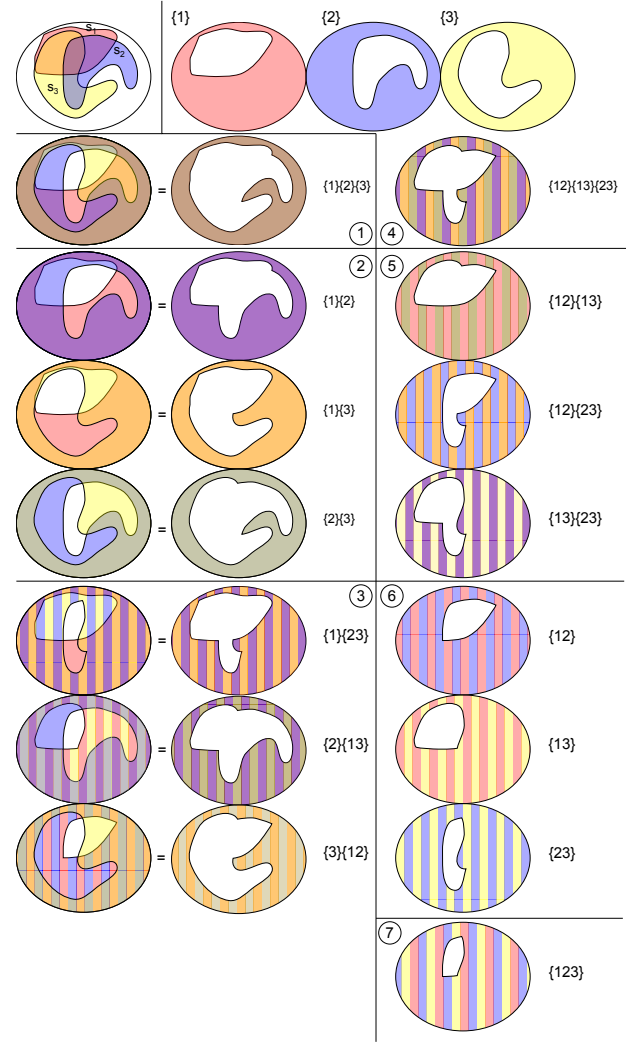 {1} {2} {3}
s1
s2
s3
= {1}{2}{3} {12}{13}{23}
1 4
2 5
= {1}{2} {12}{13}
= {1}{3} {12}{23}
= {2}{3} {13}{23}
3 6
= {1}{23} {12}
= {2}{13} {13}
= {3}{12} {23}
7
{123}